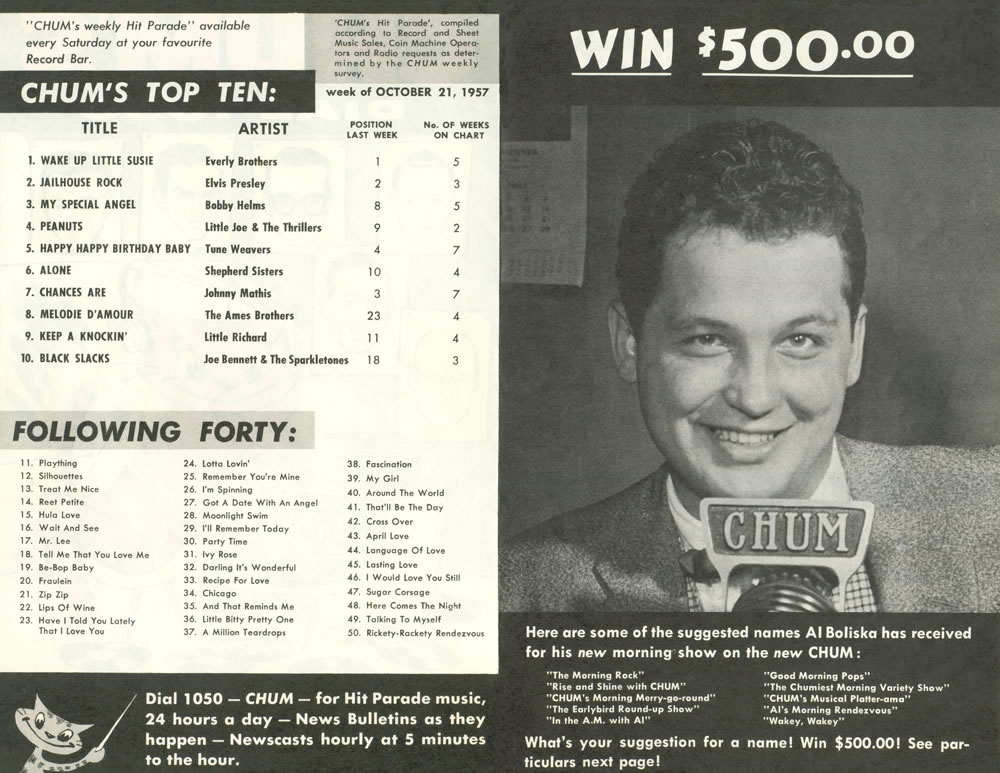 "CHUM's weekly Hit Parade" available
every Saturday at your favourite
Record Bar.
'CHUM's Hit Parade', compiled
according to Record and Sheet
Music Sales, Coin Machine Opera-
tors and Radio requests as deter-
mined by the CHUM weekly
survey.
CHUM'S TOP TEN:
week of OCTOBER 21, 1957
TITLE ARTIST POSITION LAST WEEK No. OF WEEKS ON CHART
1. WAKE UP LITTLE SUSIE Everly Brothers 1 5
2. JAILHOUSE ROCK Elvis Presley 2 3
3. MY SPECIAL ANGEL Bobby Helms 8 5
4. PEANUTS Little Joe & The Thrillers 9 2
5. HAPPY HAPPY BIRTHDAY BABY Tune Weavers 4 7
6. ALONE Shepherd Sisters 10 4
7. CHANCES ARE Johnny Mathis 3 7
8. MELODIE D'AMOUR The Ames Brothers 23 4
9. KEEP A KNOCKIN' Little Richard 11 4
10. BLACK SLACKS Joe Bennett & The Sparkletones 18 3
FOLLOWING FORTY:
11. Plaything
12. Silhouettes
13. Treat Me Nice
14. Reet Petite
15. Hula Love
16. Wait And See
17. Mr. Lee
18. Tell Me That You Love Me
19. Be-Bop Baby
20. Fraulein
21. Zip Zip
22. Lips Of Wine
23. Have I Told You Lately
That I Love You
24. Lotta Lovin'
25. Remember You're Mine
26. I'm Spinning
27. Got A Date With An Angel
28. Moonlight Swim
29. I'll Remember Today
30. Party Time
31. Ivy Rose
32. Darling It's Wonderful
33. Recipe For Love
34. Chicago
35. And That Reminds Me
36. Little Bitty Pretty One
37. A Million Teardrops
38. Fascination
39. My Girl
40. Around The World
41. That'll Be The Day
42. Cross Over
43. April Love
44. Language Of Love
45. Lasting Love
46. I Would Love You Still
47. Sugar Corsage
48. Here Comes The Night
49. Talking To Myself
50. Rickety-Rackety Rendezvous
Dial 1050 — CHUM — for Hit Parade music,
24 hours a day — News Bulletins as they
happen — Newscasts hourly at 5 minutes
to the hour.
WIN $500.00
CHUM
Here are some of the suggested names Al Boliska has received
for his new morning show on the new CHUM:
"The Morning Rock"
"Rise and Shine with CHUM"
"CHUM's Morning Merry-go-round"
"The Earlybird Round-up Show"
"In the A.M. with Al"
"Good Morning Pops"
"The Chumiest Morning Variety Show"
"CHUM's Musical Platter-ama"
"Al's Morning Rendezvous"
"Wakey, Wakey"
What's your suggestion for a name! Win $500.00! See par-
ticulars next page!